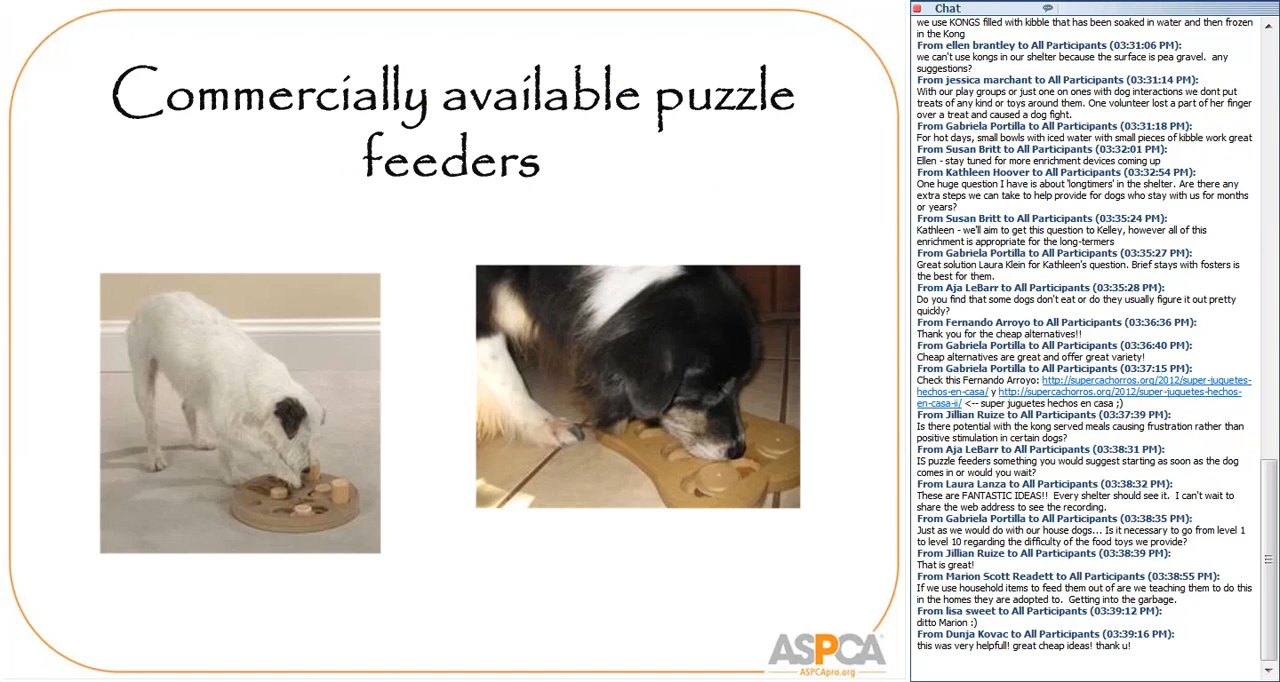 Commercially available puzzle
feeders
ASPCA
ASPCApro.org
Chat
we use KONGS filled with kibble that has been soaked in water and then frozen
in the Kong
From ellen brantley to All Participants (03:31:06 PM):
we can't use kongs in our shelter because the surface is pea gravel.  any
suggestions?
From jessica marchant to All Participants (03:31:14 PM):
With our play groups or just one on ones with dog interactions we dont put
treats of any kind or toys around them. One volunteer lost a part of her finger
over a treat and caused a dog fight.
From Gabriela Portilla to All Participants (03:31:18 PM):
For hot days, small bowls with iced water with small pieces of kibble work great
From Susan Britt to All Participants (03:32:01 PM):
Ellen - stay tuned for more enrichment devices coming up
From Kathleen Hoover to All Participants (03:32:54 PM):
One huge question I have is about 'longtimers' in the shelter. Are there any
extra steps we can take to help provide for dogs who stay with us for months
or years?
From Susan Britt to All Participants (03:35:24 PM):
Kathleen - we'll aim to get this question to Kelley, however all of this
enrichment is appropriate for the long-termers
From Gabriela Portilla to All Participants (03:35:27 PM):
Great solution Laura Klein for Kathleen's question. Brief stays with fosters is
the best for them.
From Aja LeBarr to All Participants (03:35:28 PM):
Do you find that some dogs don't eat or do they usually figure it out pretty
quickly?
From Fernando Arroyo to All Participants (03:36:36 PM):
Thank you for the cheap alternatives!!
From Gabriela Portilla to All Participants (03:36:40 PM):
Cheap alternatives are great and offer great variety!
From Gabriela Portilla to All Participants (03:37:15 PM):
Check this Fernando Arroyo: http://supercachorros.org/2012/super-juguetes-
hechos-en-casa/ y http://supercachorros.org/2012/super-juguetes-hechos-
en-casa-ii/ <-- super juguetes hechos en casa ;)
From Jillian Ruize to All Participants (03:37:39 PM):
Is there potential with the kong served meals causing frustration rather than
positive stimulation in certain dogs?
From Aja LeBarr to All Participants (03:38:31 PM):
IS puzzle feeders something you would suggest starting as soon as the dog
comes in or would you wait?
From Laura Lanza to All Participants (03:38:32 PM):
These are FANTASTIC IDEAS!!  Every shelter should see it.  I can't wait to
share the web address to see the recording.
From Gabriela Portilla to All Participants (03:38:35 PM):
Just as we would do with our house dogs... Is it necessary to go from level 1
to level 10 regarding the difficulty of the food toys we provide?
From Jillian Ruize to All Participants (03:38:39 PM):
That is great!
From Marion Scott Readett to All Participants (03:38:55 PM):
If we use household items to feed them out of are we teaching them to do this
in the homes they are adopted to.  Getting into the garbage.
From lisa sweet to All Participants (03:39:12 PM):
ditto Marion :)
From Dunja Kovac to All Participants (03:39:16 PM):
this was very helpfull! great cheap ideas! thank u!